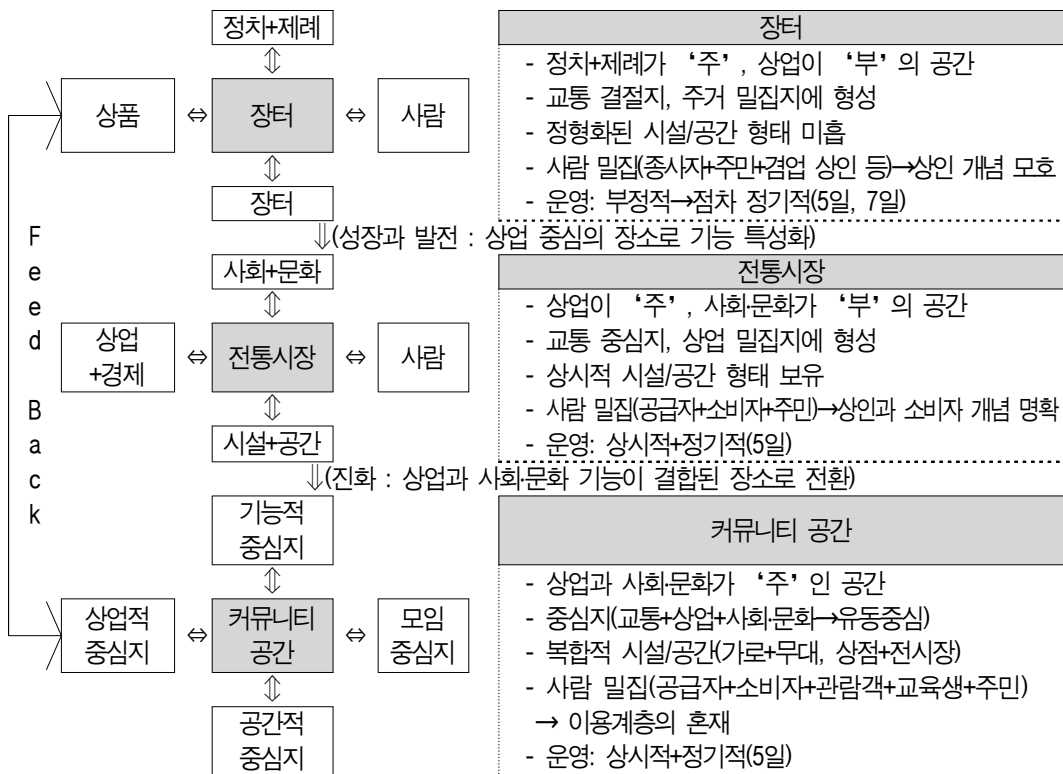 정치+제례
⇕
상품 ⇔ 장터 ⇔ 사람
⇕
장터
장터
- 정치+제례가 ‘주’, 상업이 ‘부’의 공간
- 교통 결절지, 주거 밀집지에 형성
- 정형화된 시설/공간 형태 미흡
- 사람 밀집(종사자+주민+겸업 상인 등)→상인 개념 모호
- 운영: 부정적→점차 정기적(5일, 7일)
⇓(성장과 발전 : 상업 중심의 장소로 기능 특성화)
Feed Back
사회+문화
⇕
상업
+경제
⇔ 전통시장 ⇔ 사람
⇕
시설+공간
전통시장
- 상업이 ‘주’, 사회·문화가 ‘부’의 공간
- 교통 중심지, 상업 밀집지에 형성
- 상시적 시설/공간 형태 보유
- 사람 밀집(공급자+소비자+주민)→상인과 소비자 개념 명확
- 운영: 상시적+정기적(5일)
⇓(진화 : 상업과 사회·문화 기능이 결합된 장소로 전환)
기능적
중심지
⇕
상업적
중심지
⇔
커뮤니티
공간
⇔
모임
중심지
⇕
공간적
중심지
커뮤니티 공간
- 상업과 사회·문화가 ‘주’인 공간
- 중심지(교통+상업+사회·문화→유동중심)
- 복합적 시설/공간(가로+무대, 상점+전시장)
- 사람 밀집(공급자+소비자+관람객+교육생+주민)
→ 이용계층의 혼재
- 운영: 상시적+정기적(5일)